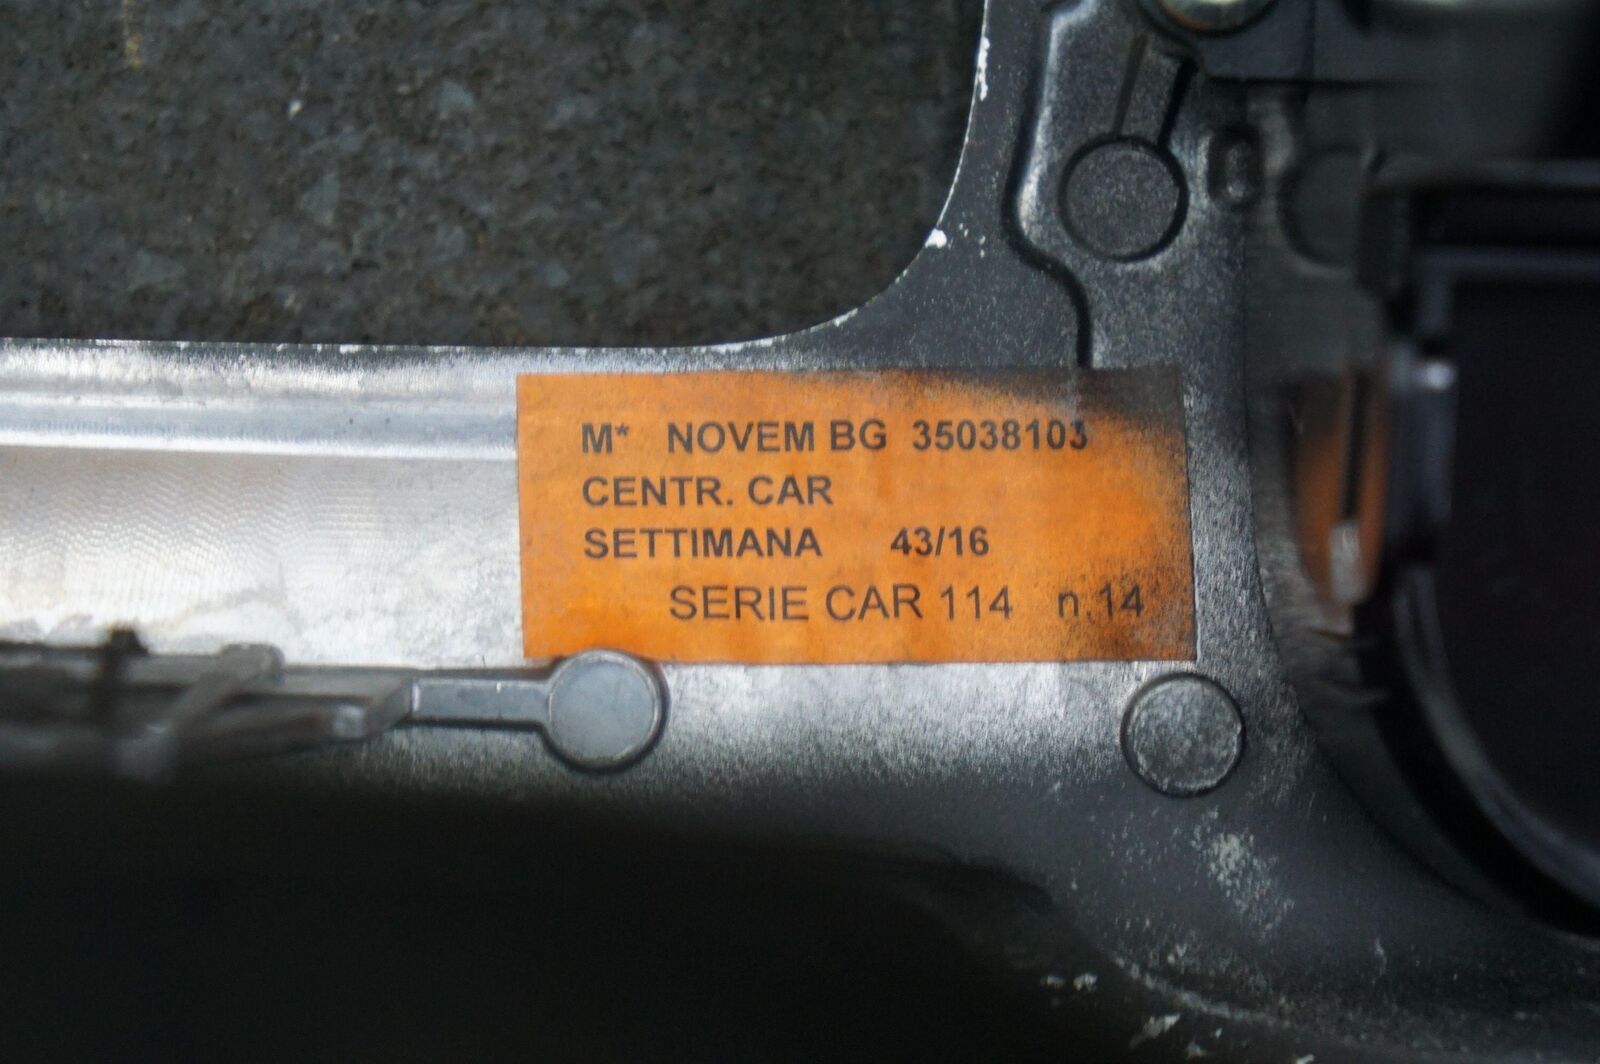 M* NOVEM BG 35038103
CENTR. CAR
SETTIMANA 43/16
SERIE CAR 114 n.14